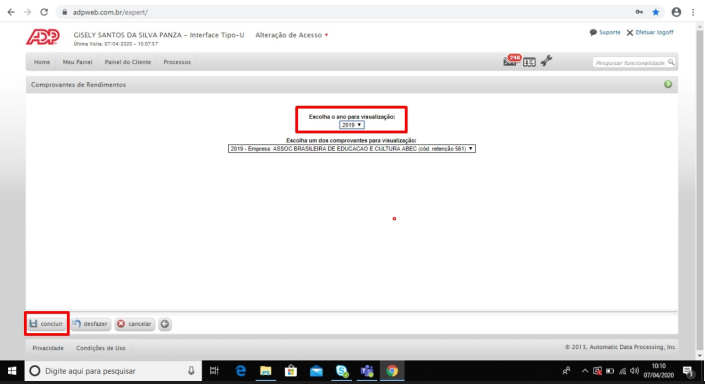 adpweb.com.br/expert/
ADP
GISELY SANTOS DA SILVA PANZA - Interface Tipo-U Alteração de Acesso
Última Visita: 07/04/2020 - 10:07:57
Suporte Efetuar logoff
Home Meu Painel Painel do Cliente Processos
248
Pesquisar funcionalidade
Comprovantes de Rendimentos
Escolha o ano para visualização:
2019
Escolha um dos comprovantes para visualização:
2019 - Empresa: ASSOC BRASILEIRA DE EDUCACAO E CULTURA ABEC (cód. retenção 561)
concluir desfazer cancelar
Privacidade Condições de Uso
© 2013, Automatic Data Processing, Inc.
Digite aqui para pesquisar
10:10
07/04/2020